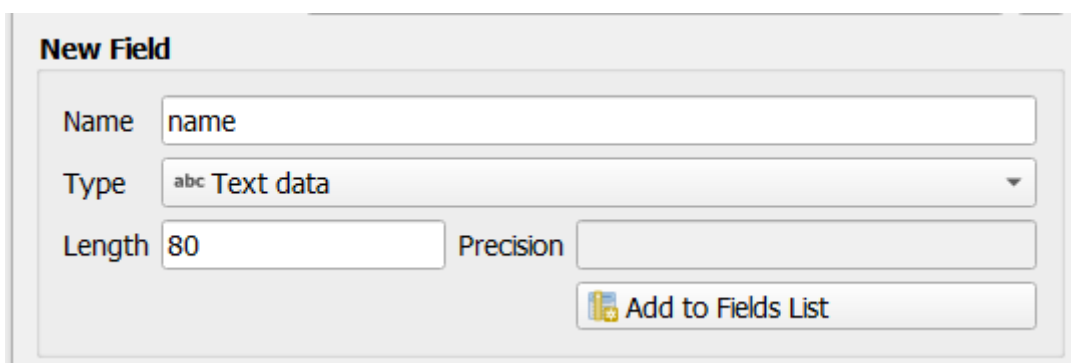 New Field
Name name
Type abc Text data
Length 80 Precision
Add to Fields List